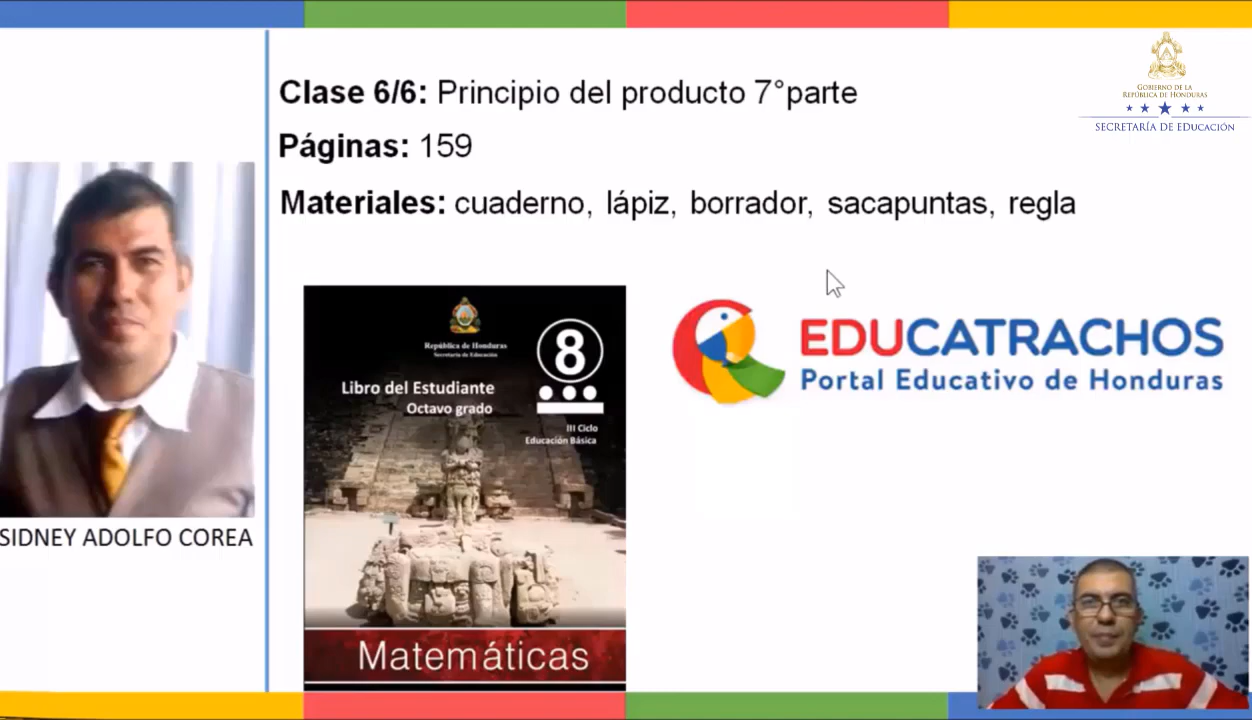 Clase 6/6: Principio del producto 7°parte
Páginas: 159
Materiales: cuaderno, lápiz, borrador, sacapuntas, regla
GOBIERNO DE LA
REPÚBLICA DE HONDURAS
SECRETARÍA DE EDUCACIÓN
SIDNEY ADOLFO COREA
República de Honduras
Secretaría de Educación
8
Libro del Estudiante
Octavo grado
III Ciclo
Educación Básica
Matemáticas
EDUCATRACHOS
Portal Educativo de Honduras